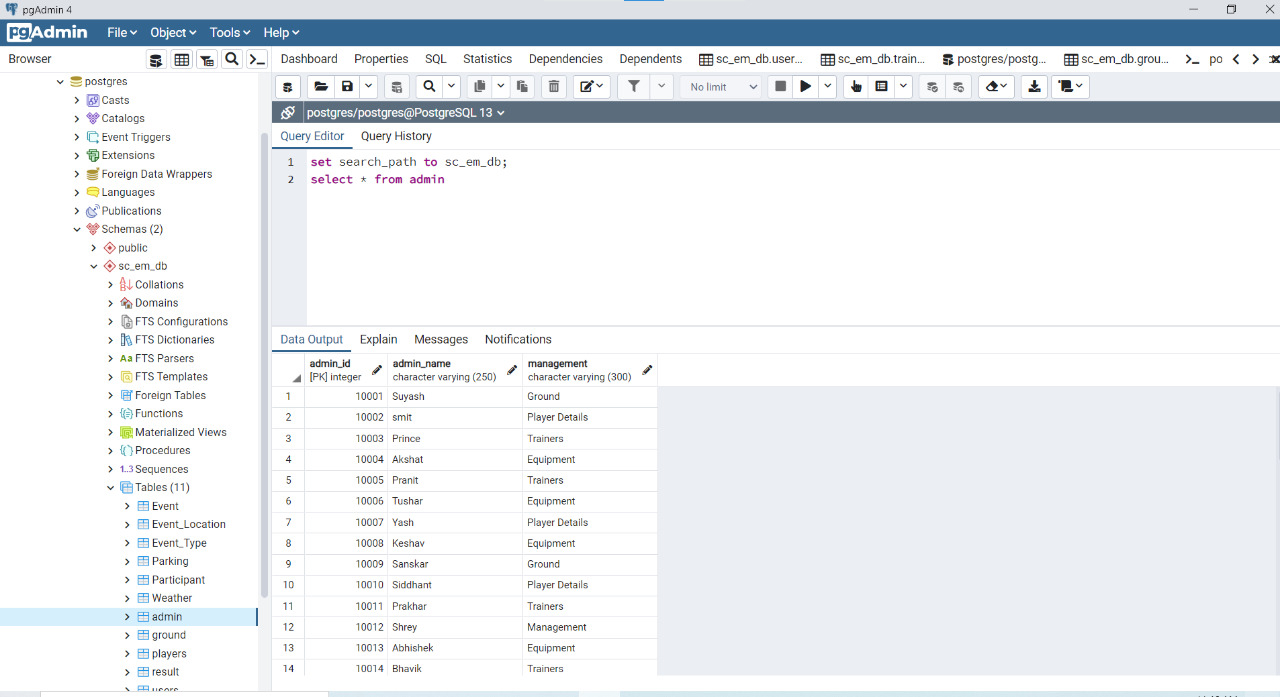 pgAdmin 4
pgAdmin File Object Tools Help
Browser
Dashboard Properties SQL Statistics Dependencies Dependents sc_em_db.user... sc_em_db.train... postgres/postg... sc_em_db.grou... po
postgres
Casts
Catalogs
Event Triggers
Extensions
Foreign Data Wrappers
Languages
Publications
Schemas (2)
public
sc_em_db
Collations
Domains
FTS Configurations
FTS Dictionaries
Aa FTS Parsers
FTS Templates
Foreign Tables
Functions
Materialized Views
Procedures
1..3 Sequences
Tables (11)
Event
Event_Location
Event_Type
Parking
Participant
Weather
admin
ground
players
result
users
No limit
postgres/postgres@PostgreSQL 13
Query Editor Query History
1 set search_path to sc_em_db;
2 select * from admin
Data Output Explain Messages Notifications
admin_id admin_name management
[PK] integer character varying (250) character varying (300)
1 10001 Suyash Ground
2 10002 smit Player Details
3 10003 Prince Trainers
4 10004 Akshat Equipment
5 10005 Pranit Trainers
6 10006 Tushar Equipment
7 10007 Yash Player Details
8 10008 Keshav Equipment
9 10009 Sanskar Ground
10 10010 Siddhant Player Details
11 10011 Prakhar Trainers
12 10012 Shrey Management
13 10013 Abhishek Equipment
14 10014 Bhavik Trainers